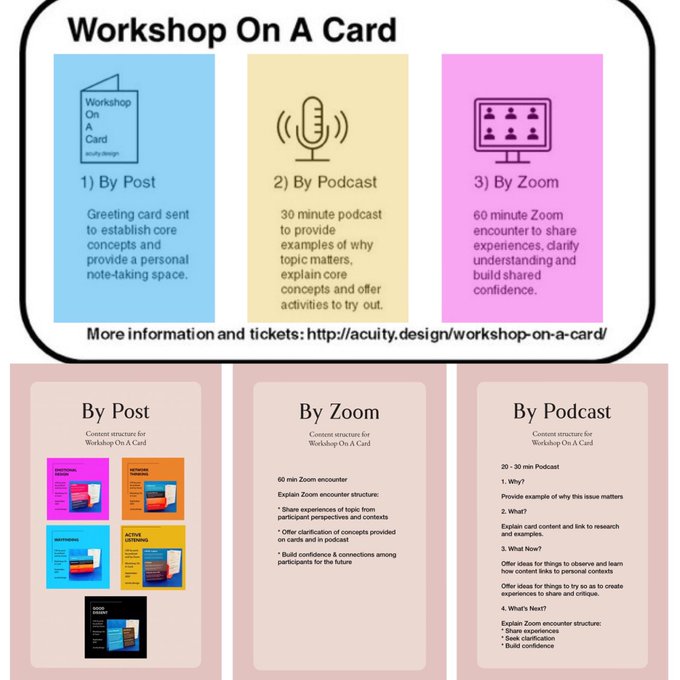 Workshop On A Card
Workshop
On
A
Card
acuity.design
1) By Post
Greeting card sent
to establish core
concepts and
provide a personal
note-taking space.
2) By Podcast
30 minute podcast
to provide
examples of why
topic matters,
explain core
concepts and offer
activities to try out.
3) By Zoom
60 minute Zoom
encounter to share
experiences, clarify
understanding and
build shared
confidence.
More information and tickets: http://acuity.design/workshop-on-a-card/
By Post
Content structure for
Workshop On A Card
EMOTIONAL
DESIGN
NETWORK
THINKING
WAYFINDING
ACTIVE
LISTENING
GOOD
DISSENT
By Zoom
Content structure for
Workshop On A Card
60 min Zoom encounter
Explain Zoom encounter structure:
* Share experiences of topic from
participant perspectives and contexts
* Offer clarification of concepts provided
on cards and in podcast
* Build confidence & connections among
participants for the future
By Podcast
Content structure for
Workshop On A Card
20 - 30 min Podcast
1. Why?
Provide example of why this issue matters
2. What?
Explain card content and link to research
and examples.
3. What Now?
Offer ideas for things to observe and learn
how content links to personal contexts
Offer ideas for things to try so as to create
experiences to share and critique.
4. What's Next?
Explain Zoom encounter structure:
* Share experiences
* Seek clarification
* Build confidence